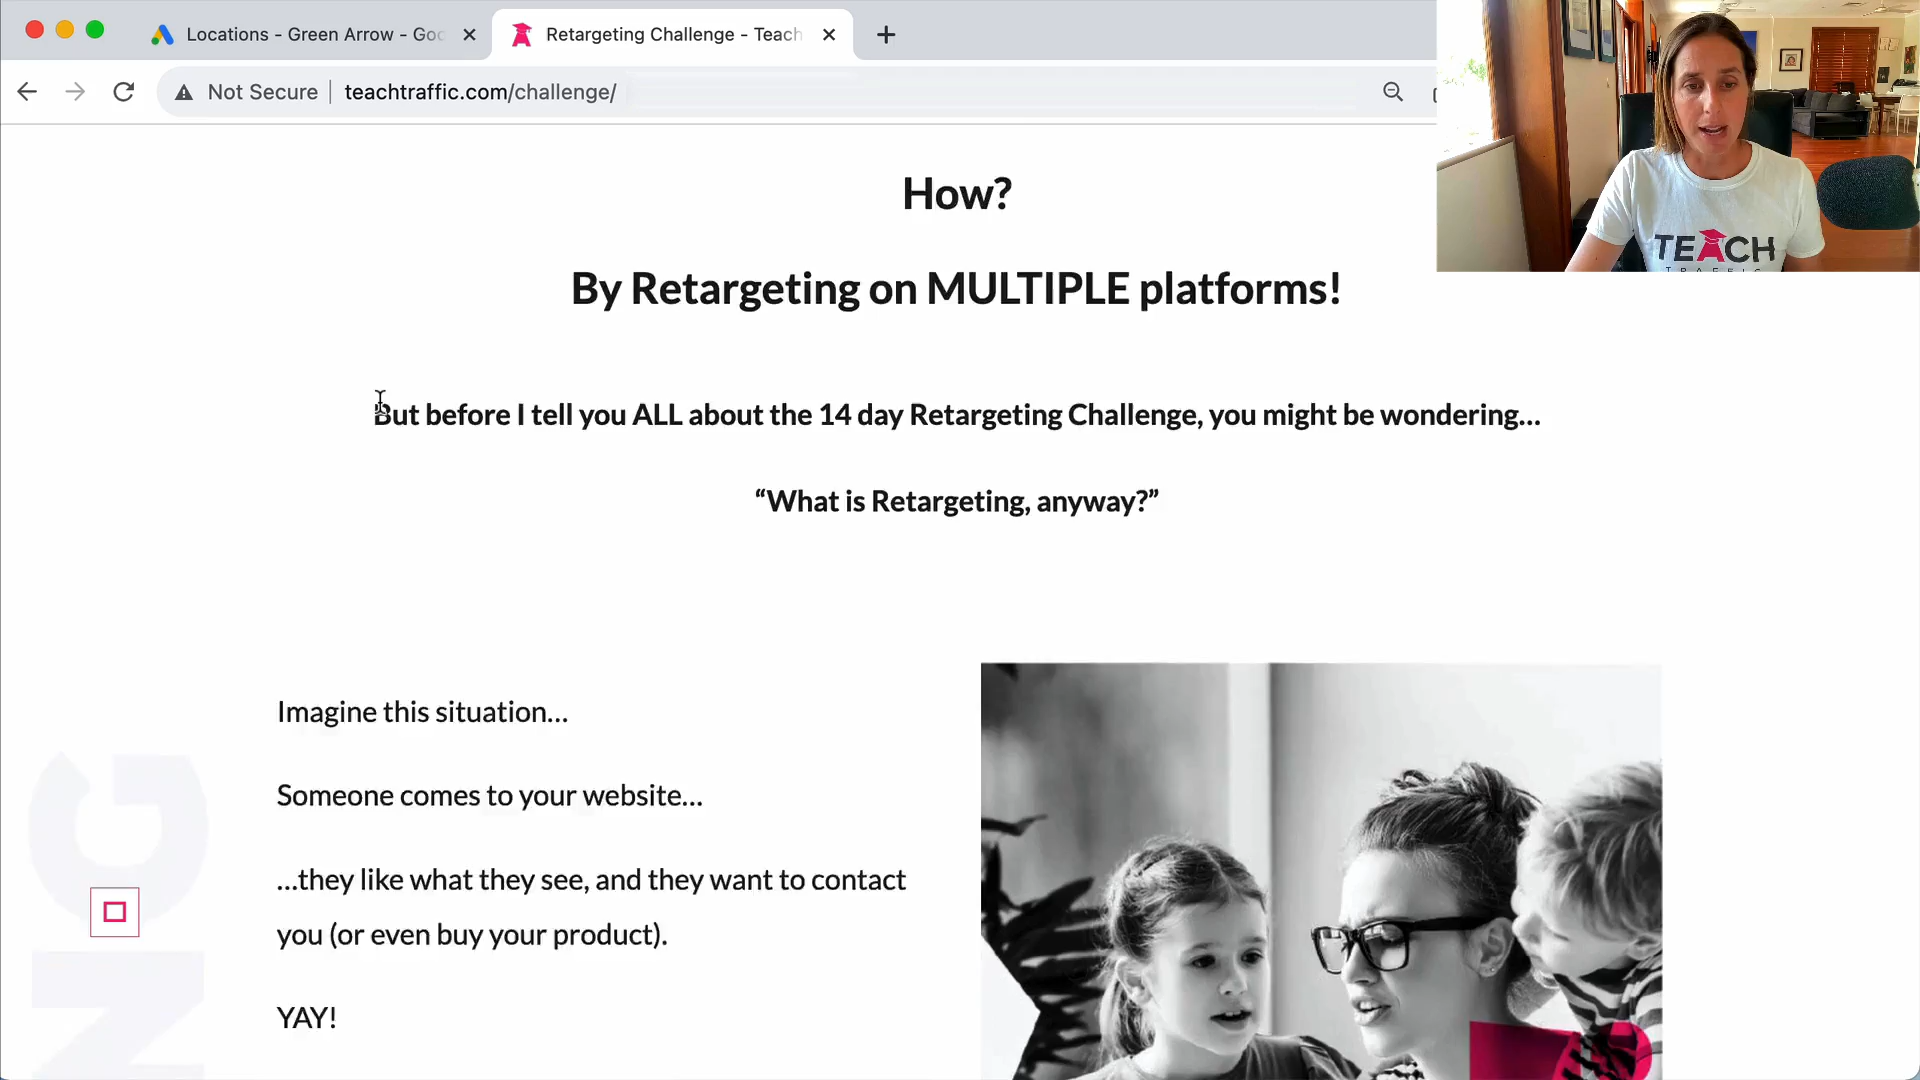 Locations - Green Arrow - Goo
Retargeting Challenge - Teach
Not Secure
teachtraffic.com/challenge/
TEACH
TRAFFIC
How?
By Retargeting on MULTIPLE platforms!
But before I tell you ALL about the 14 day Retargeting Challenge, you might be wondering...
“What is Retargeting, anyway?”
Imagine this situation...
Someone comes to your website...
...they like what they see, and they want to contact
you (or even buy your product).
YAY!
NG